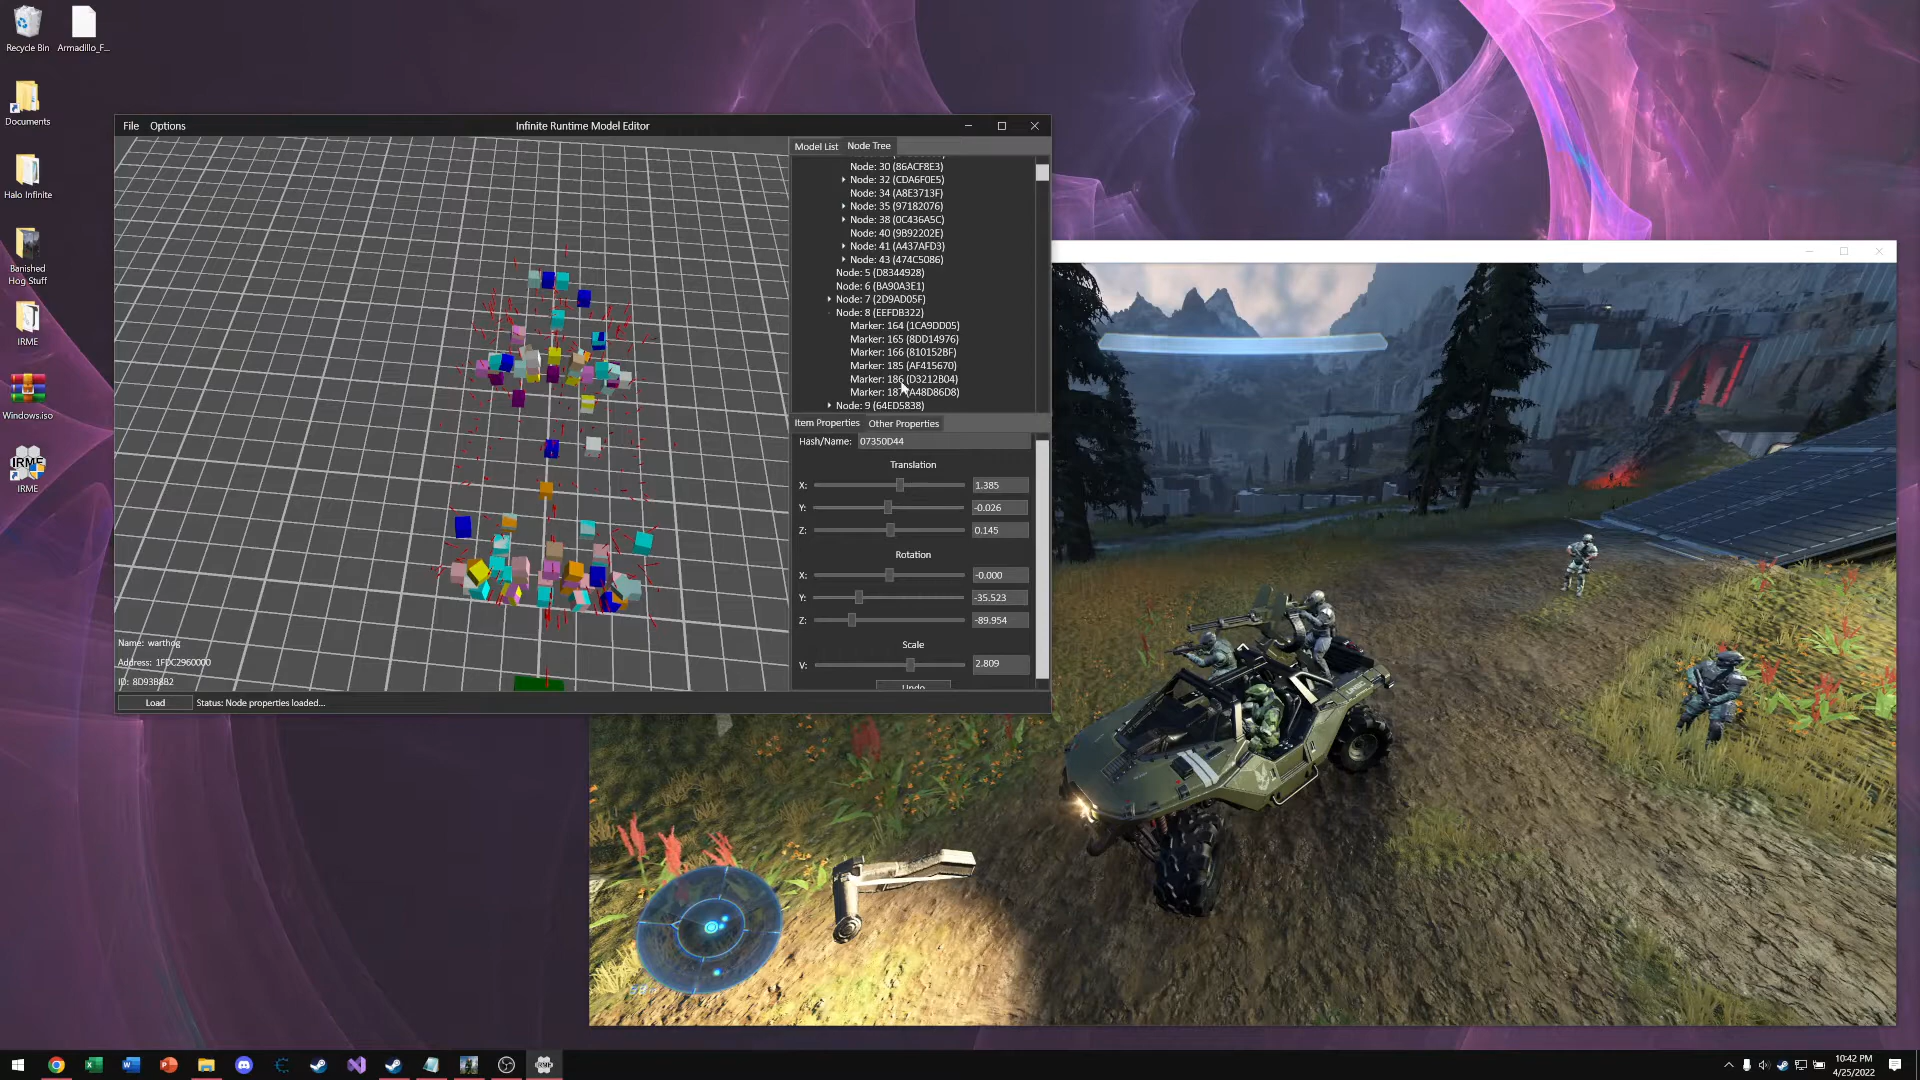 Recycle Bin
Armadillo_F...
Documents
Halo Infinite
Banished
Hog Stuff
IRME
Windows.iso
IRME
IRME
File
Options
Infinite Runtime Model Editor
Model List
Node Tree
Node: 30 (86ACF8E3)
Node: 32 (CDA6F0E5)
Node: 34 (A8E3713F)
Node: 35 (97182076)
Node: 38 (0C436A5C)
Node: 40 (9B92202E)
Node: 41 (A437AFD3)
Node: 43 (474C5086)
Node: 5 (D8344928)
Node: 6 (BA90A3E1)
Node: 7 (2D9AD05F)
Node: 8 (EEFDB322)
Marker: 164 (1CA9DD05)
Marker: 165 (8DD14976)
Marker: 166 (810152BF)
Marker: 185 (AF415670)
Marker: 186 (D3212B04)
Marker: 187 (A48D86D8)
Node: 9 (64ED5838)
Item Properties
Other Properties
Hash/Name: 07350D44
Translation
X: 1.385
Y: -0.026
Z: 0.145
Rotation
X: -0.000
Y: -35.523
Z: -89.954
Scale
V: 2.809
Undo
Name: warthog
Address: 1FDC2960000
ID: 8D93B8B2
Load
Status: Node properties loaded...
10:42 PM
4/25/2022